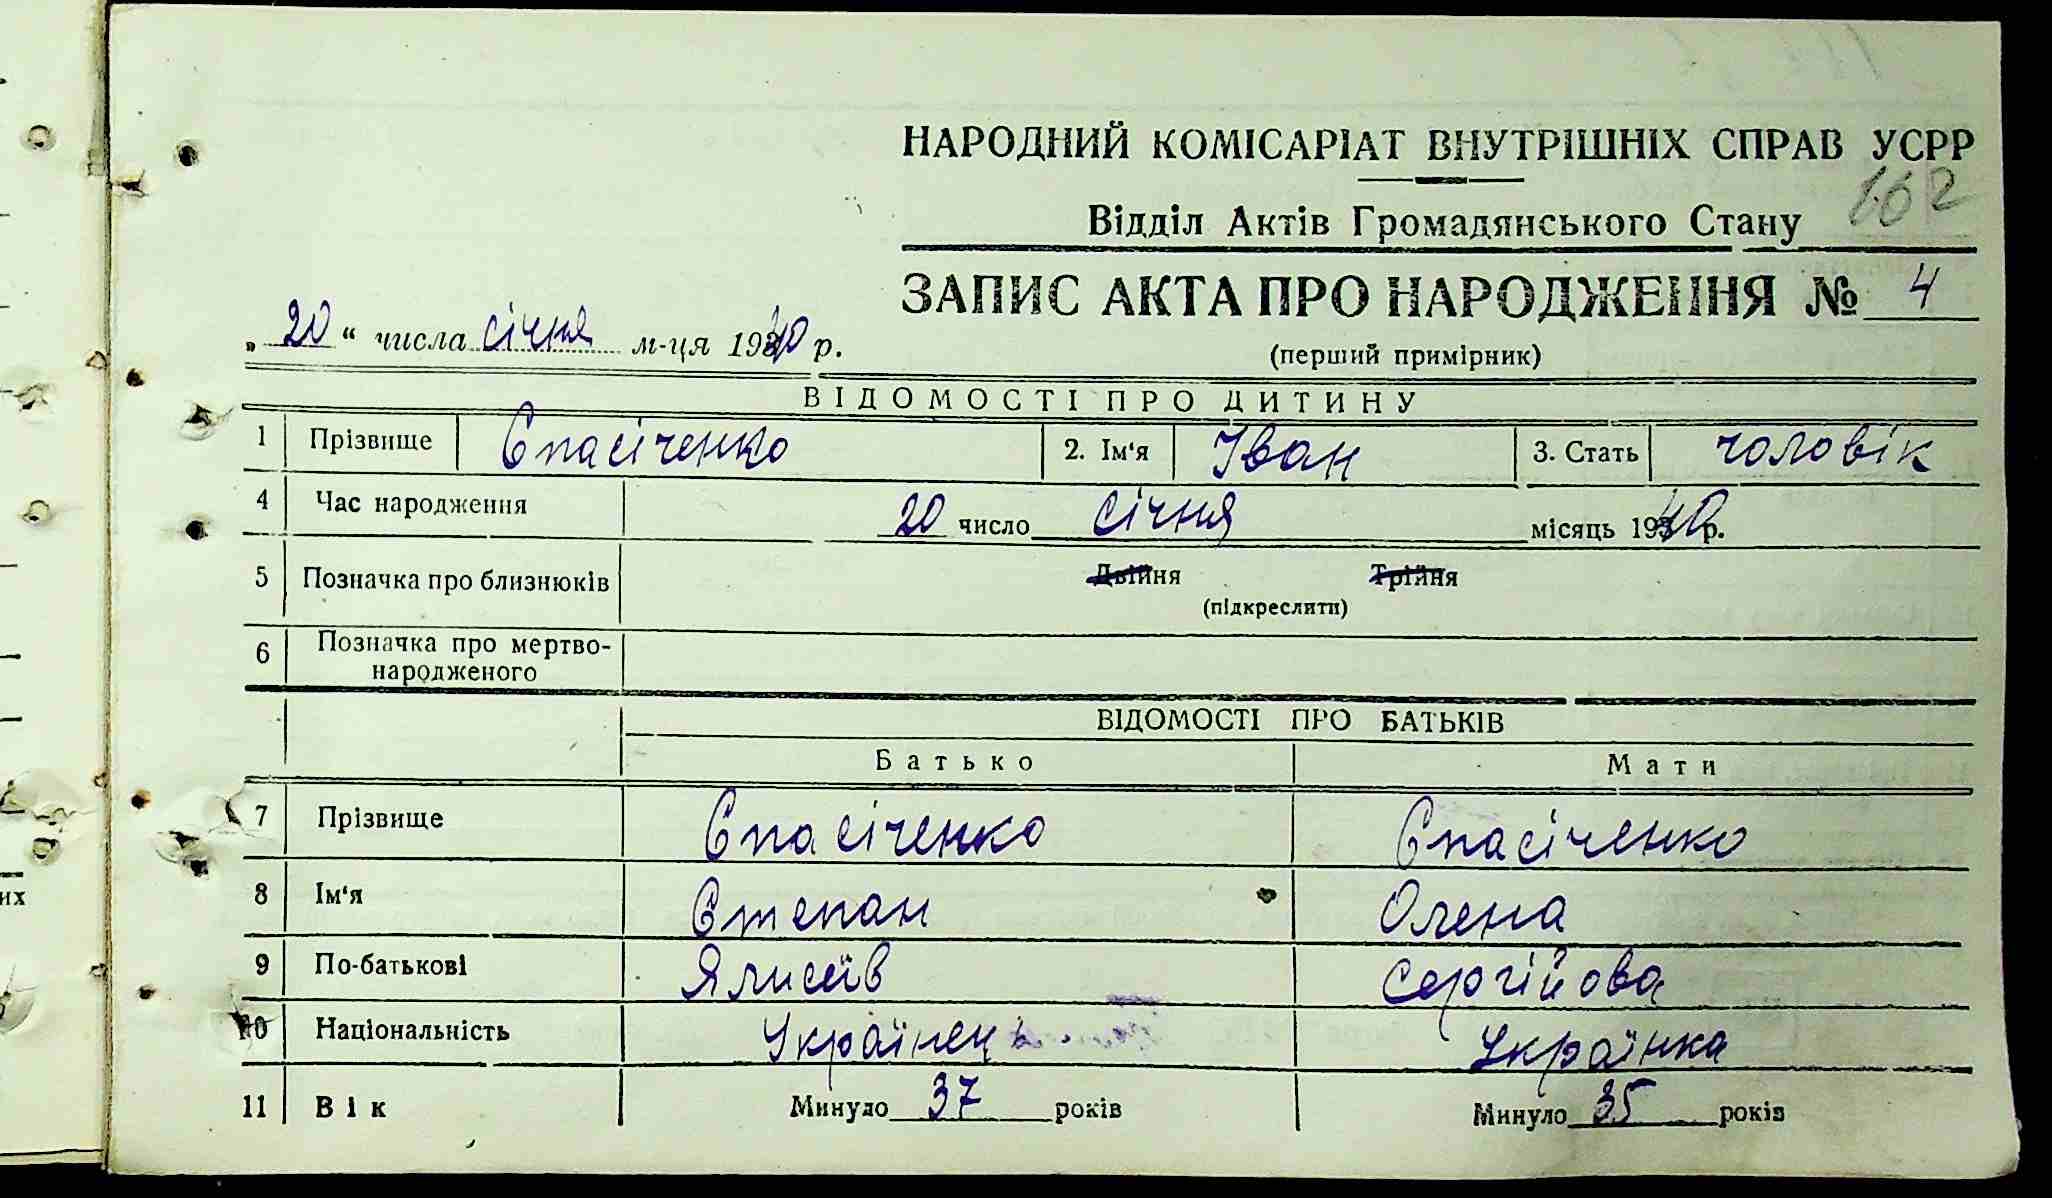 НАРОДНИЙ КОМІСАРІАТ ВНУТРІШНІХ СПРАВ УСРР
162
Відділ Актів Громадянського Стану
ЗАПИС АКТА ПРО НАРОДЖЕННЯ № 4
„20“ числа січня м-ця 1940 р.
(перший примірник)
ВІДОМОСТІ ПРО ДИТИНУ
1 Прізвище Спасіченко 2. Ім'я Іван 3. Стать чоловік
4 Час народження 20 число січня місяць 1940 р.
5 Позначка про близнюків Двійня Трійня
(підкреслити)
6 Позначка про мертво-
народженого
ВІДОМОСТІ ПРО БАТЬКІВ
Батько Мати
7 Прізвище Спасіченко Спасіченко
их
8 Ім'я Степан Олена
9 По-батькові Ялисеїв Сергійова
10 Національність Українець Українка
11 Вік Минуло 37 років Минуло 35 років